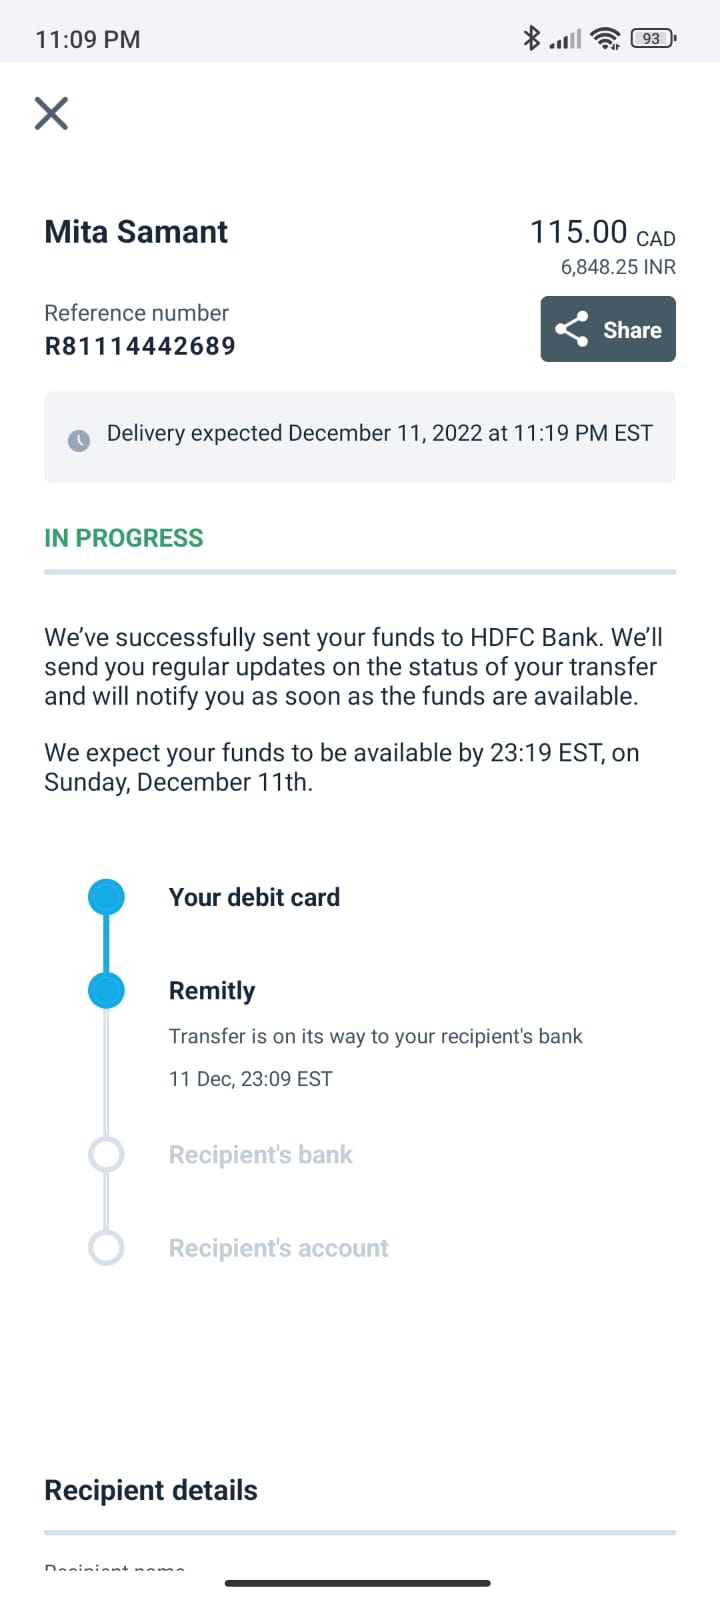 11:09 PM
93
Mita Samant
115.00 CAD
6,848.25 INR
Reference number
R81114442689
Share
Delivery expected December 11, 2022 at 11:19 PM EST
IN PROGRESS
We've successfully sent your funds to HDFC Bank. We'll
send you regular updates on the status of your transfer
and will notify you as soon as the funds are available.
We expect your funds to be available by 23:19 EST, on
Sunday, December 11th.
Your debit card
Remitly
Transfer is on its way to your recipient's bank
11 Dec, 23:09 EST
Recipient's bank
Recipient's account
Recipient details
Recipient name